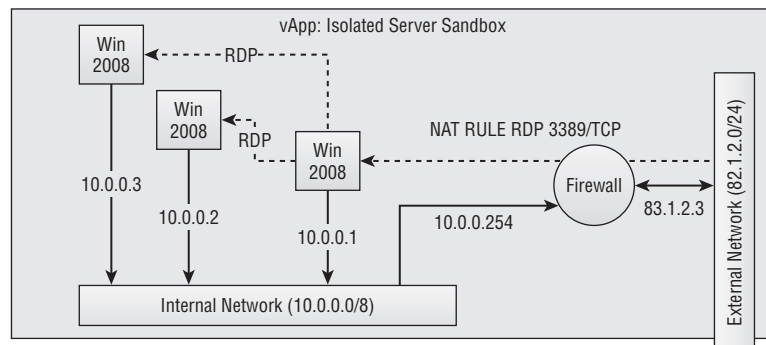 vApp: Isolated Server Sandbox
Win
2008
RDP
Win
2008
RDP
Win
2008
NAT RULE RDP 3389/TCP
Firewall
10.0.0.3
10.0.0.2
10.0.0.1
10.0.0.254
83.1.2.3
Internal Network (10.0.0.0/8)
External Network (82.1.2.0/24)